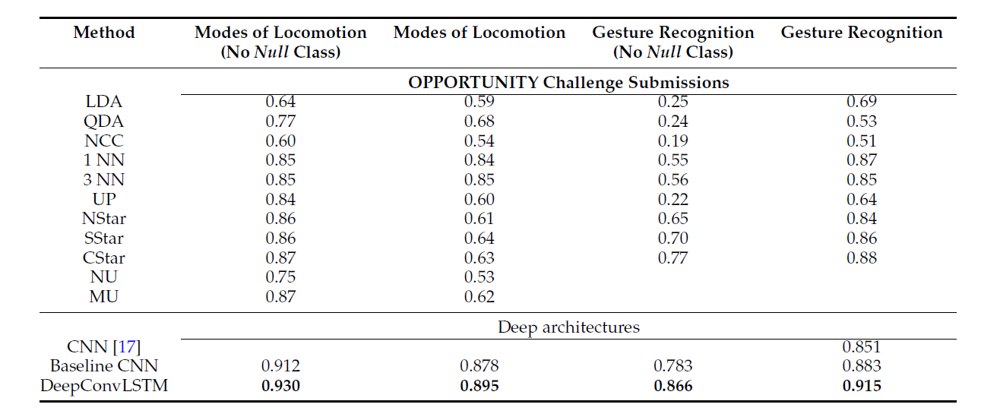 Method Modes of Locomotion Modes of Locomotion Gesture Recognition Gesture Recognition
(No Null Class) (No Null Class)
OPPORTUNITY Challenge Submissions
LDA 0.64 0.59 0.25 0.69
QDA 0.77 0.68 0.24 0.53
NCC 0.60 0.54 0.19 0.51
1 NN 0.85 0.84 0.55 0.87
3 NN 0.85 0.85 0.56 0.85
UP 0.84 0.60 0.22 0.64
NStar 0.86 0.61 0.65 0.84
SStar 0.86 0.64 0.70 0.86
CStar 0.87 0.63 0.77 0.88
NU 0.75 0.53
MU 0.87 0.62
Deep architectures
CNN [17] 0.851
Baseline CNN 0.912 0.878 0.783 0.883
DeepConvLSTM 0.930 0.895 0.866 0.915